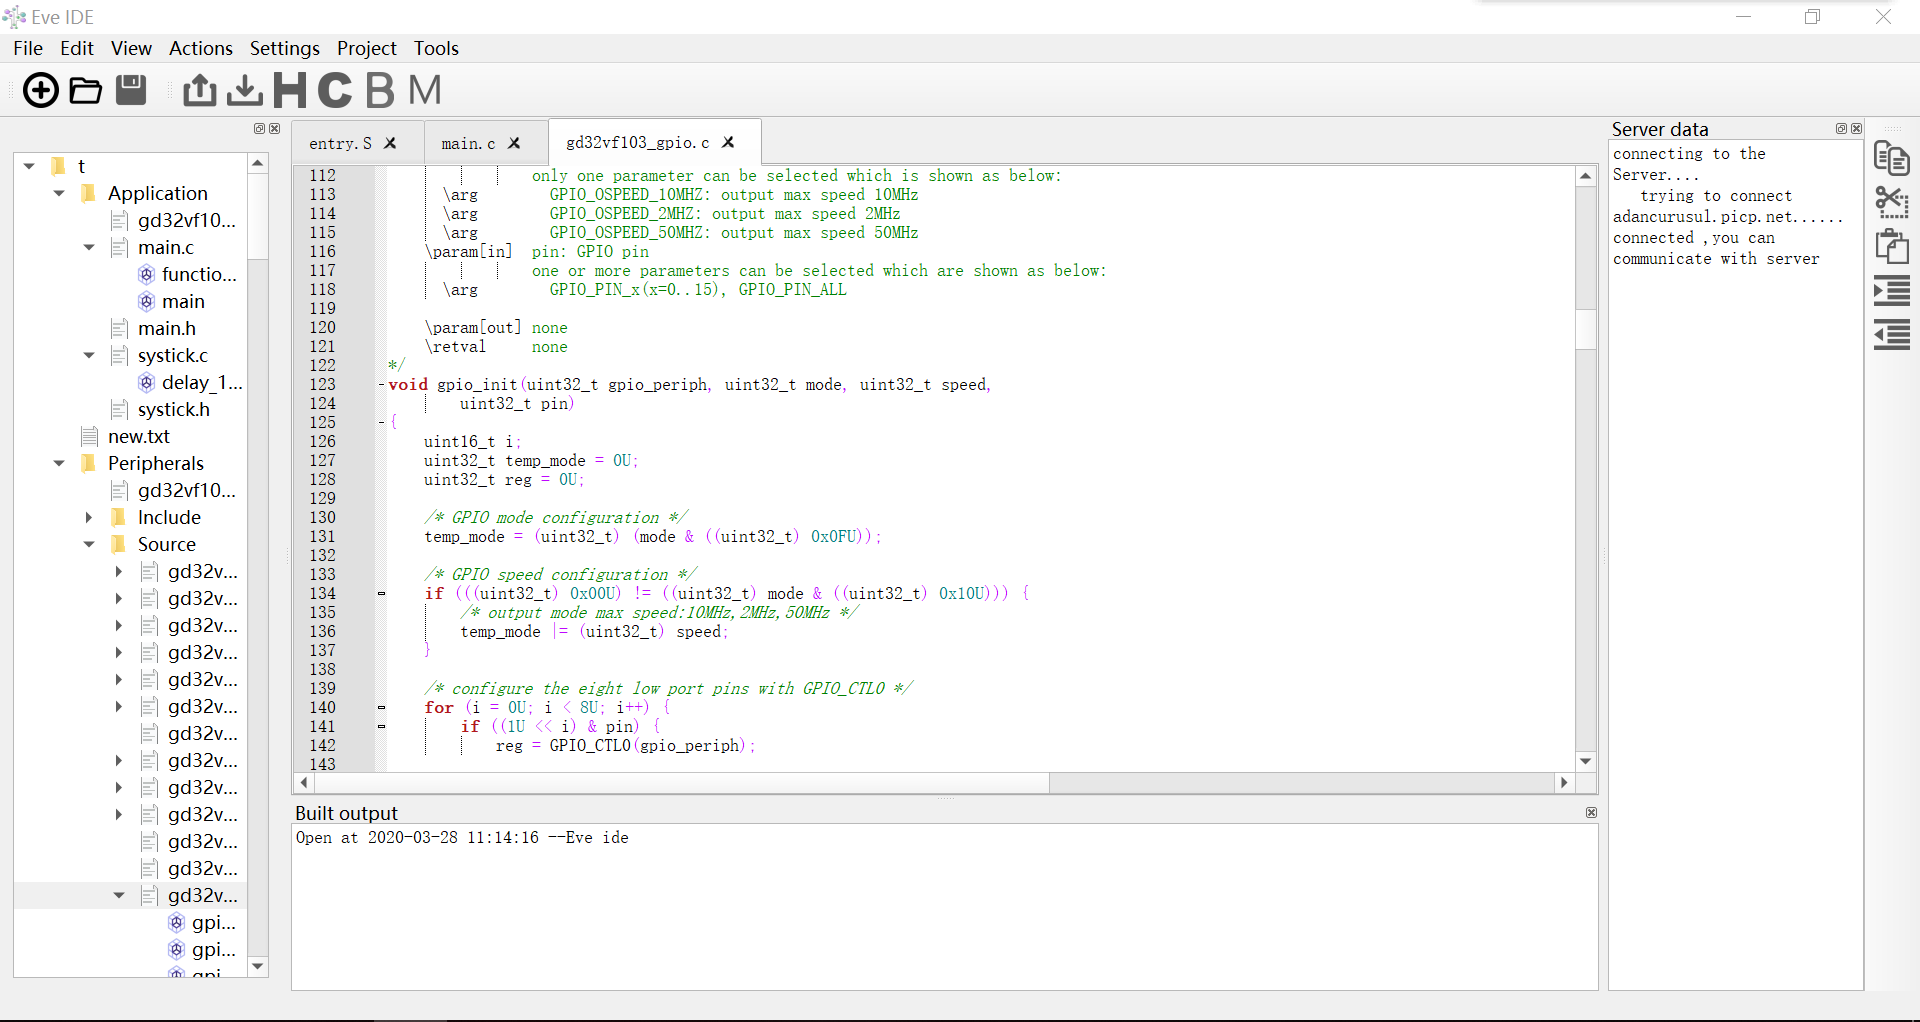 Eve IDE
File Edit View Actions Settings Project Tools
H C B M
t
Application
gd32vf10...
main.c
functio...
main
main.h
systick.c
delay_1...
systick.h
new.txt
Peripherals
gd32vf10...
Include
Source
gd32v...
gd32v...
gd32v...
gd32v...
gd32v...
gd32v...
gd32v...
gd32v...
gd32v...
gd32v...
gd32v...
gd32v...
gd32v...
gpi...
gpi...
gpi...
entry.S main.c gd32vf103_gpio.c
112 only one parameter can be selected which is shown as below:
113 \arg GPIO_OSPEED_10MHZ: output max speed 10MHz
114 \arg GPIO_OSPEED_2MHZ: output max speed 2MHz
115 \arg GPIO_OSPEED_50MHZ: output max speed 50MHz
116 \param[in] pin: GPIO pin
117 one or more parameters can be selected which are shown as below:
118 \arg GPIO_PIN_x(x=0..15), GPIO_PIN_ALL
119
120 \param[out] none
121 \retval none
122 */
123 void gpio_init(uint32_t gpio_periph, uint32_t mode, uint32_t speed,
124 uint32_t pin)
125 {
126 uint16_t i;
127 uint32_t temp_mode = 0U;
128 uint32_t reg = 0U;
129
130 /* GPIO mode configuration */
131 temp_mode = (uint32_t) (mode & ((uint32_t) 0x0FU));
132
133 /* GPIO speed configuration */
134 if (((uint32_t) 0x00U) != ((uint32_t) mode & ((uint32_t) 0x10U))) {
135 /* output mode max speed:10MHz,2MHz,50MHz */
136 temp_mode |= (uint32_t) speed;
137 }
138
139 /* configure the eight low port pins with GPIO_CTL0 */
140 for (i = 0U; i < 8U; i++) {
141 if ((1U << i) & pin) {
142 reg = GPIO_CTL0(gpio_periph);
143
Built output
Open at 2020-03-28 11:14:16 --Eve ide
Server data
connecting to the
Server....
trying to connect
adancurusul.picp.net......
connected ,you can
communicate with server